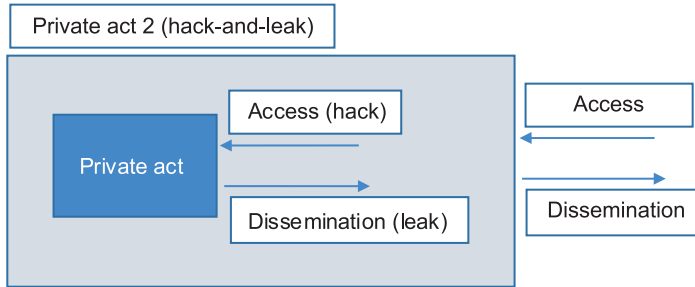 Private act 2 (hack-and-leak)
Access (hack)
Access
Private act
Dissemination (leak)
Dissemination